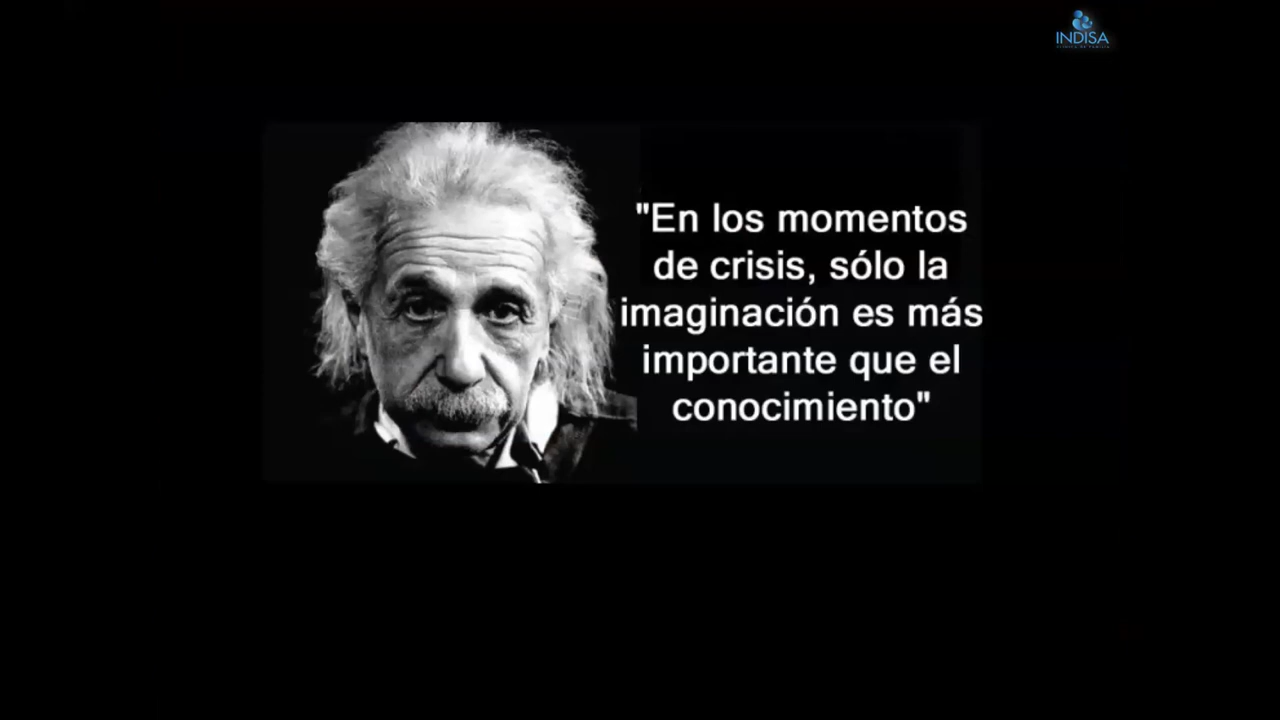 INDISA
"En los momentos
de crisis, sólo la
imaginación es más
importante que el
conocimiento"